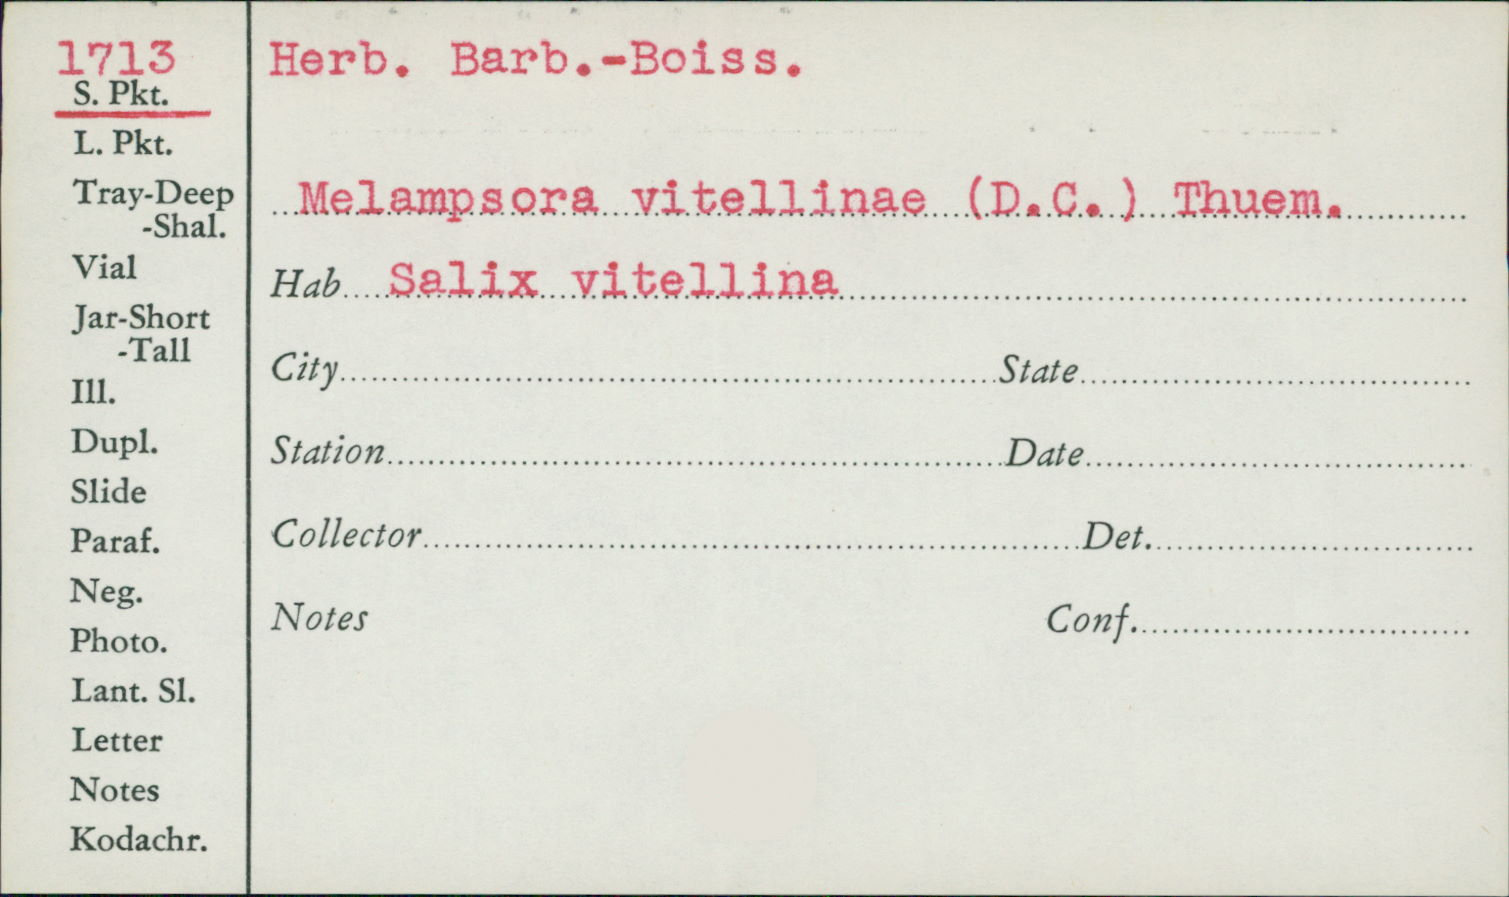 1713
S. Pkt.
L. Pkt.
Tray-Deep
-Shal.
Vial
Jar-Short
-Tall
Ill.
Dupl.
Slide
Paraf.
Neg.
Photo.
Lant. Sl.
Letter
Notes
Kodachr.
Herb. Barb.-Boiss.
Melampsora vitellinae (D.C.) Thuem.
Hab Salix vitellina
City State
Station Date
Collector Det.
Notes Conf.